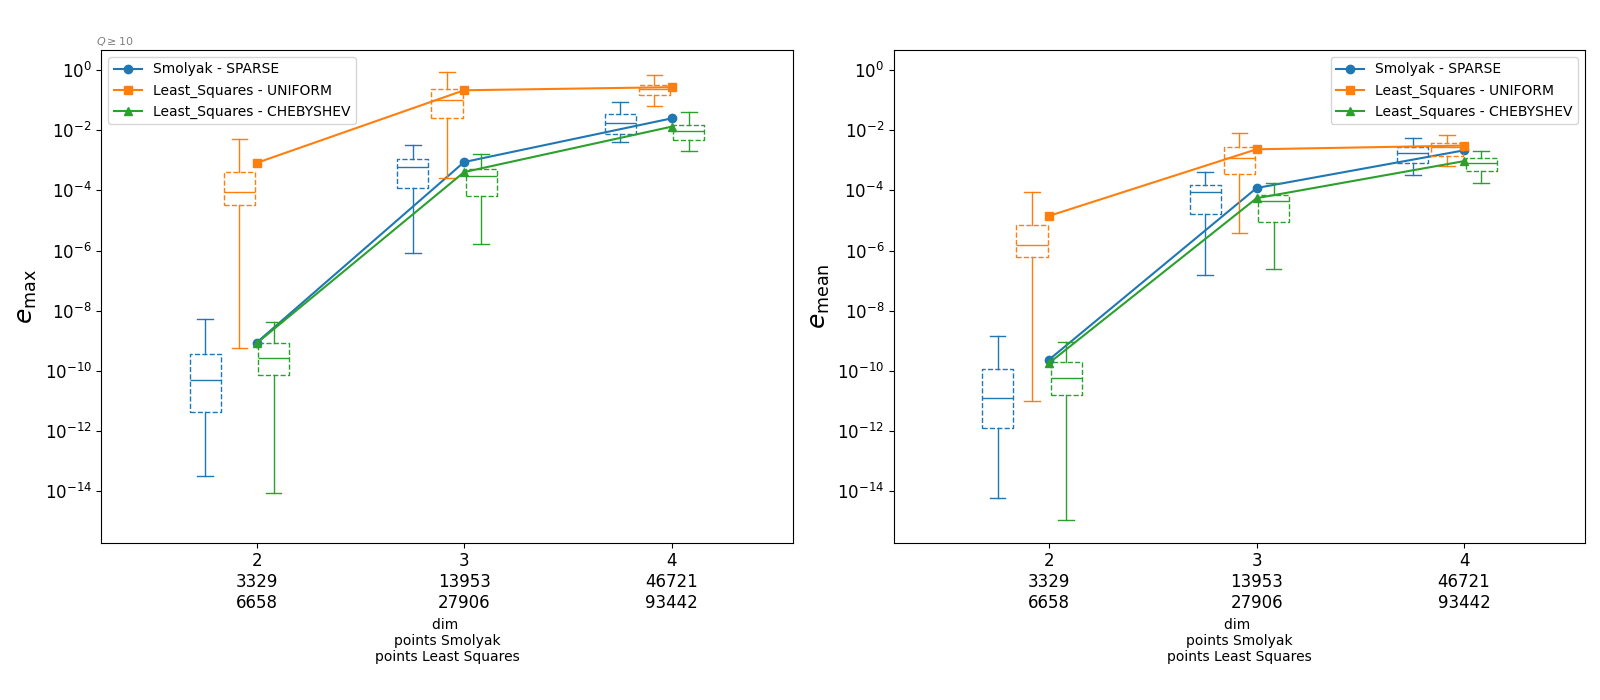 Q ≥ 10
Smolyak - SPARSE
Least_Squares - UNIFORM
Least_Squares - CHEBYSHEV
10^0
10^-2
10^-4
10^-6
10^-8
10^-10
10^-12
10^-14
e_max
2 3 4
3329 13953 46721
6658 27906 93442
dim
points Smolyak
points Least Squares
Smolyak - SPARSE
Least_Squares - UNIFORM
Least_Squares - CHEBYSHEV
10^0
10^-2
10^-4
10^-6
10^-8
10^-10
10^-12
10^-14
e_mean
2 3 4
3329 13953 46721
6658 27906 93442
dim
points Smolyak
points Least Squares